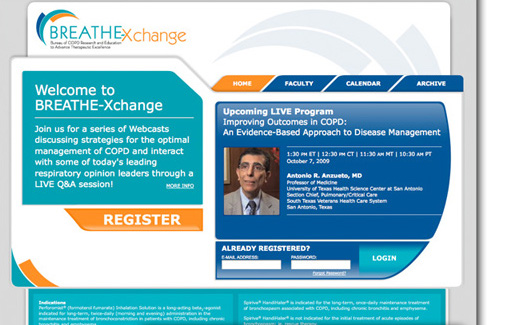 BREATHE-Xchange
Bureau of COPD Research and Education
to Advance Therapeutic Excellence
HOME
FACULTY
CALENDAR
ARCHIVE
Welcome to
BREATHE-Xchange
Join us for a series of Webcasts
discussing strategies for the optimal
management of COPD and interact
with some of today's leading
respiratory opinion leaders through a
LIVE Q&A session!
MORE INFO
REGISTER
Upcoming LIVE Program
Improving Outcomes in COPD:
An Evidence-Based Approach to Disease Management
1:30 PM ET | 12:30 PM CT | 11:30 AM MT | 10:30 AM PT
October 7, 2009
Antonio R. Anzueto, MD
Professor of Medicine
University of Texas Health Science Center at San Antonio
Section Chief, Pulmonary/Critical Care
South Texas Veterans Health Care System
San Antonio, Texas
ALREADY REGISTERED?
E-MAIL ADDRESS:
PASSWORD:
LOGIN
Forgot Password?
Indications
Perforomist® (formoterol fumarate) Inhalation Solution is a long-acting beta₂-agonist
indicated for long-term, twice-daily (morning and evening) administration in the
maintenance treatment of bronchoconstriction in patients with COPD, including chronic
bronchitis and emphysema.
Spiriva® HandiHaler® is indicated for the long-term, once-daily maintenance treatment
of bronchospasm associated with COPD, including chronic bronchitis and emphysema.
Spiriva® HandiHaler® is not indicated for the initial treatment of acute episodes of